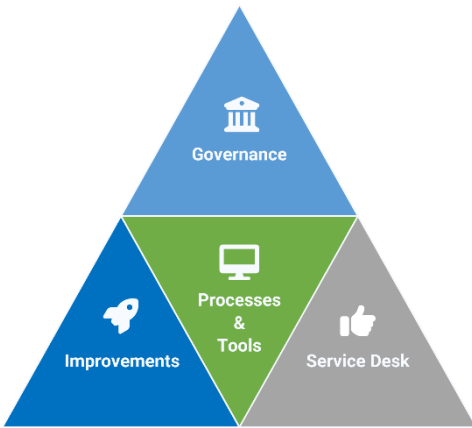 Governance
Processes
&
Tools
Improvements
Service Desk